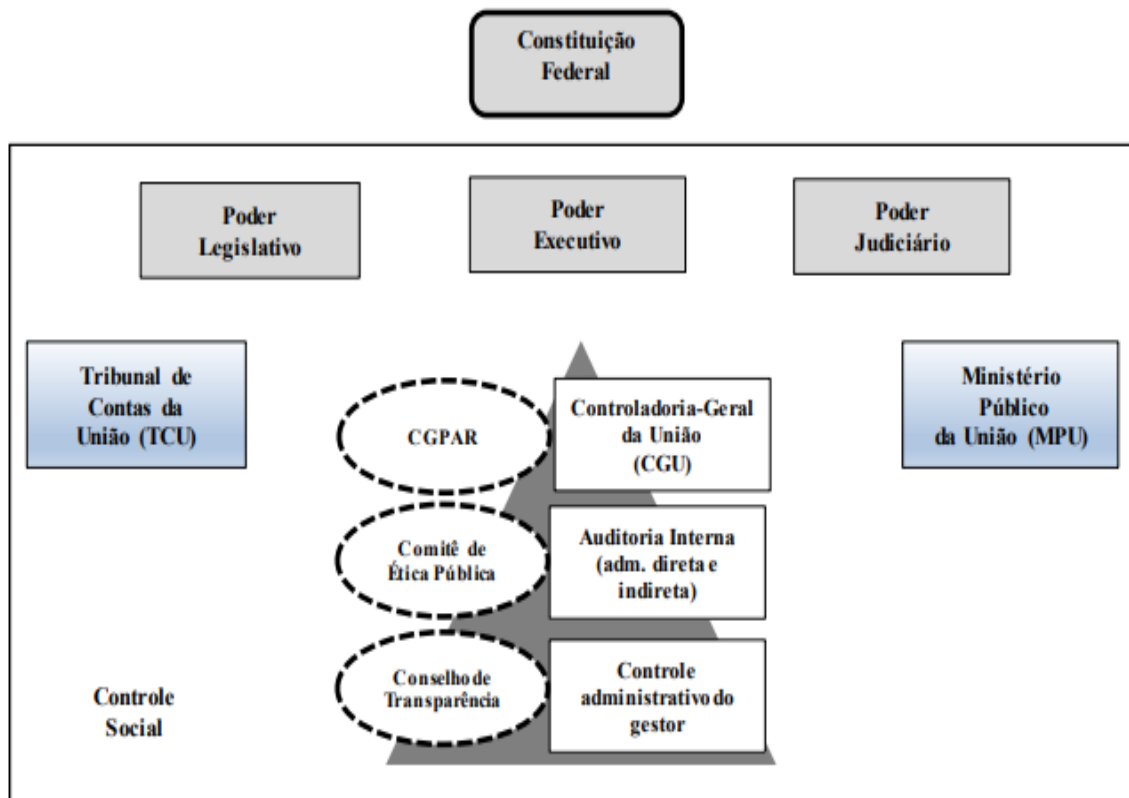 Constituição
Federal
Poder
Legislativo
Poder
Executivo
Poder
Judiciário
Tribunal de
Contas da
União (TCU)
CGPAR
Controladoria-Geral
da União
(CGU)
Ministério
Público
da União (MPU)
Comitê de
Ética Pública
Auditoria Interna
(adm. direta e
indireta)
Controle
Social
Conselho de
Transparência
Controle
administrativo do
gestor